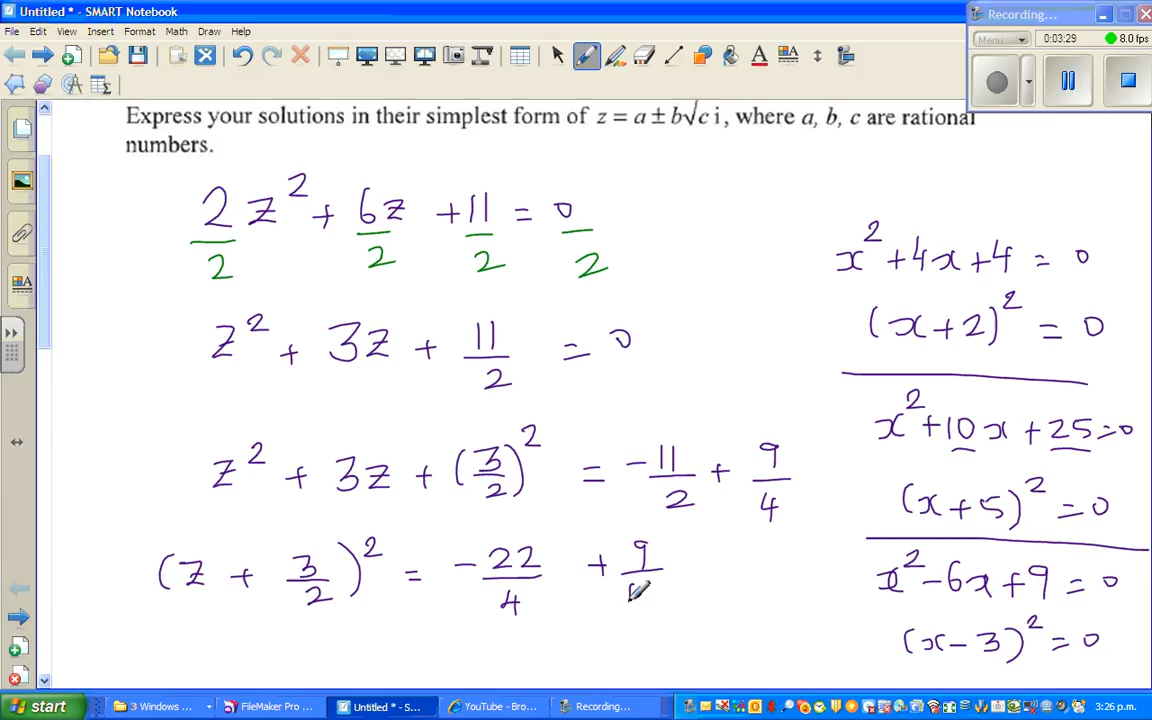 Untitled * - SMART Notebook
File Edit View Insert Format Math Draw Help
Recording...
Menu 0:03:29 8.0 fps
Express your solutions in their simplest form of z = a ± b√c i, where a, b, c are rational
numbers.
2z² + 6z + 11 = 0
2 2 2 2
z² + 3z + 11/2 = 0
z² + 3z + (3/2)² = -11/2 + 9/4
(z + 3/2)² = -22/4 + 9/
x² + 4x + 4 = 0
(x + 2)² = 0
x² + 10x + 25 = 0
(x + 5)² = 0
x² - 6x + 9 = 0
(x - 3)² = 0
start 3 Windows ... FileMaker Pro ... Untitled * - S... YouTube - Bro... Recording... 3:26 p.m.